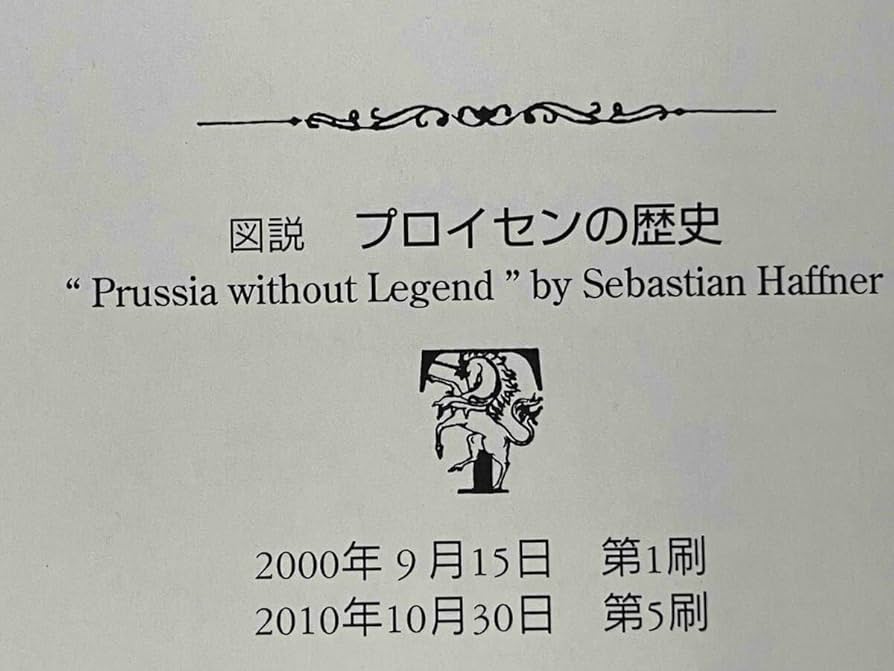 図説　プロイセンの歴史
“ Prussia without Legend ” by Sebastian Haffner
T
2000年 9 月15日　第1刷
2010年10月30日　第5刷